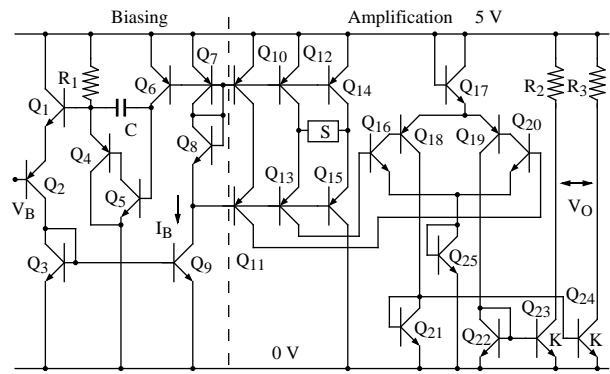 Biasing Amplification 5 V
R1 Q6 Q7 Q10 Q12 Q17 R2 R3
Q1 C Q14
Q4 Q8 S Q16 Q18 Q19 Q20
Q2 Q5 Q13 Q15
VB IB VO
Q3 Q9 Q11 Q25
Q21 Q22 Q23 Q24
0 V K K